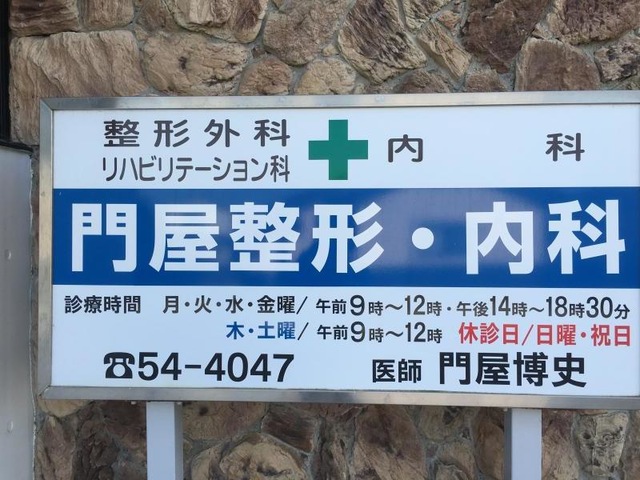 整形外科 内科
リハビリテーション科
門屋整形・内科
診療時間 月・火・水・金曜/午前9時〜12時・午後14時〜18時30分
木・土曜/午前9時〜12時 休診日/日曜・祝日
☎54-4047 医師 門屋博史